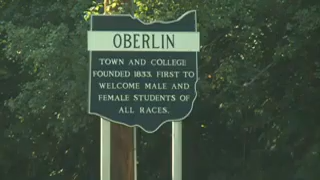 OBERLIN
TOWN AND COLLEGE
FOUNDED 1833. FIRST TO
WELCOME MALE AND
FEMALE STUDENTS OF
ALL RACES.